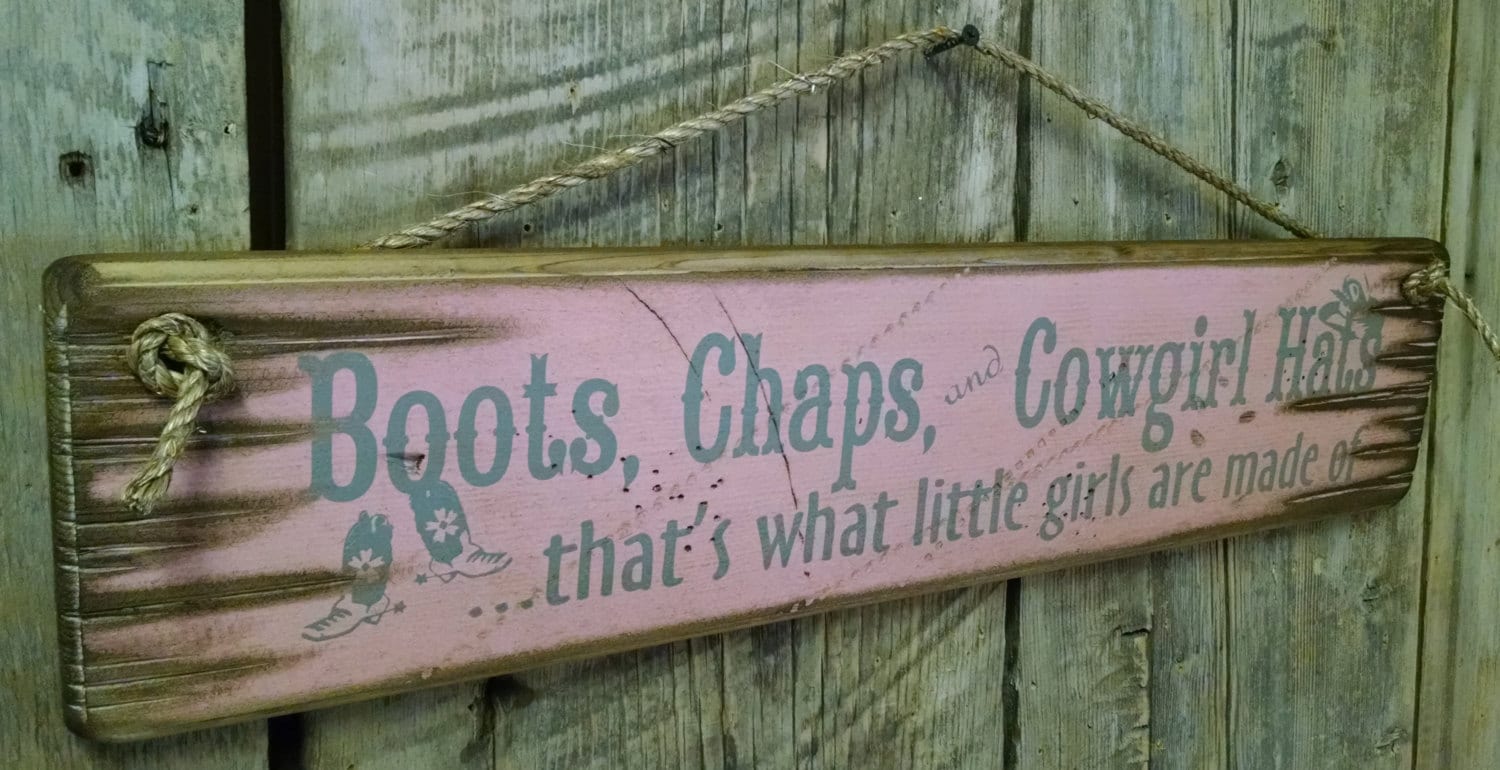 Boots, Chaps, and Cowgirl Hats
...that's what little girls are made of